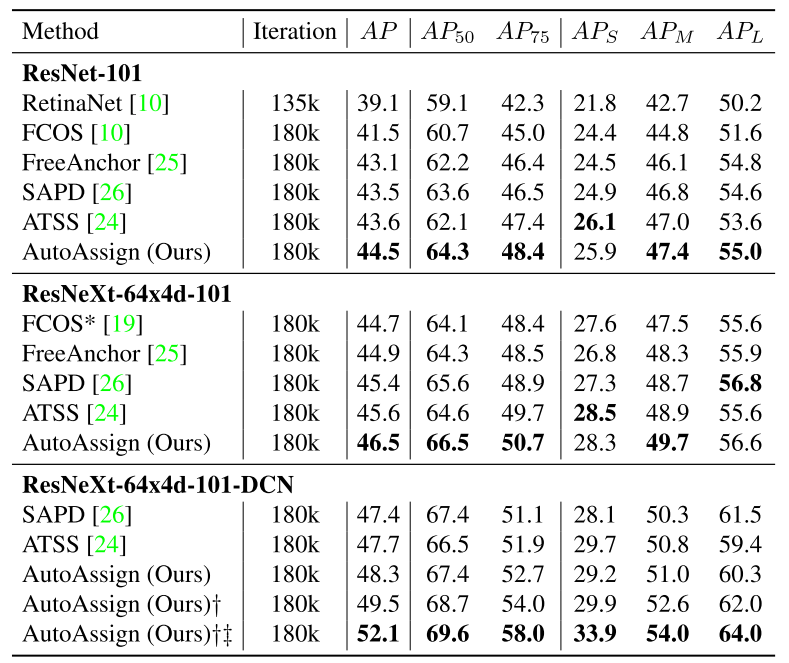 Method Iteration AP AP50 AP75 APS APM APL
ResNet-101
RetinaNet [10] 135k 39.1 59.1 42.3 21.8 42.7 50.2
FCOS [10] 180k 41.5 60.7 45.0 24.4 44.8 51.6
FreeAnchor [25] 180k 43.1 62.2 46.4 24.5 46.1 54.8
SAPD [26] 180k 43.5 63.6 46.5 24.9 46.8 54.6
ATSS [24] 180k 43.6 62.1 47.4 26.1 47.0 53.6
AutoAssign (Ours) 180k 44.5 64.3 48.4 25.9 47.4 55.0
ResNeXt-64x4d-101
FCOS* [19] 180k 44.7 64.1 48.4 27.6 47.5 55.6
FreeAnchor [25] 180k 44.9 64.3 48.5 26.8 48.3 55.9
SAPD [26] 180k 45.4 65.6 48.9 27.3 48.7 56.8
ATSS [24] 180k 45.6 64.6 49.7 28.5 48.9 55.6
AutoAssign (Ours) 180k 46.5 66.5 50.7 28.3 49.7 56.6
ResNeXt-64x4d-101-DCN
SAPD [26] 180k 47.4 67.4 51.1 28.1 50.3 61.5
ATSS [24] 180k 47.7 66.5 51.9 29.7 50.8 59.4
AutoAssign (Ours) 180k 48.3 67.4 52.7 29.2 51.0 60.3
AutoAssign (Ours)† 180k 49.5 68.7 54.0 29.9 52.6 62.0
AutoAssign (Ours)†‡ 180k 52.1 69.6 58.0 33.9 54.0 64.0